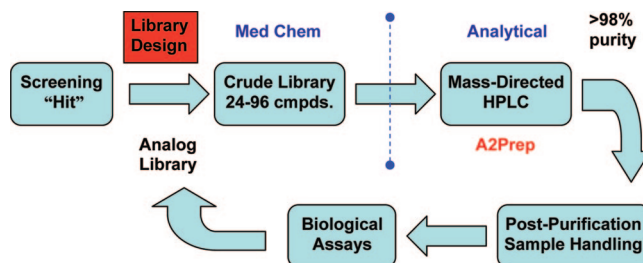 Library
Design
Med Chem
Analytical
>98%
purity
Screening
“Hit”
Crude Library
24-96 cmpds.
Mass-Directed
HPLC
Analog
Library
A2Prep
Biological
Assays
Post-Purification
Sample Handling